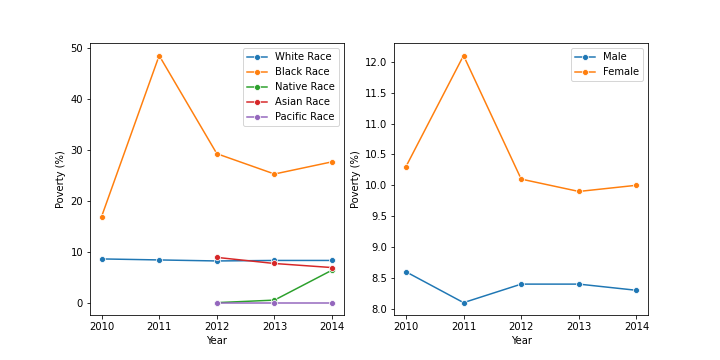 50
40
30
20
10
0
Poverty (%)
2010 2011 2012 2013 2014
Year
White Race
Black Race
Native Race
Asian Race
Pacific Race
12.0
11.5
11.0
10.5
10.0
9.5
9.0
8.5
8.0
Poverty (%)
2010 2011 2012 2013 2014
Year
Male
Female